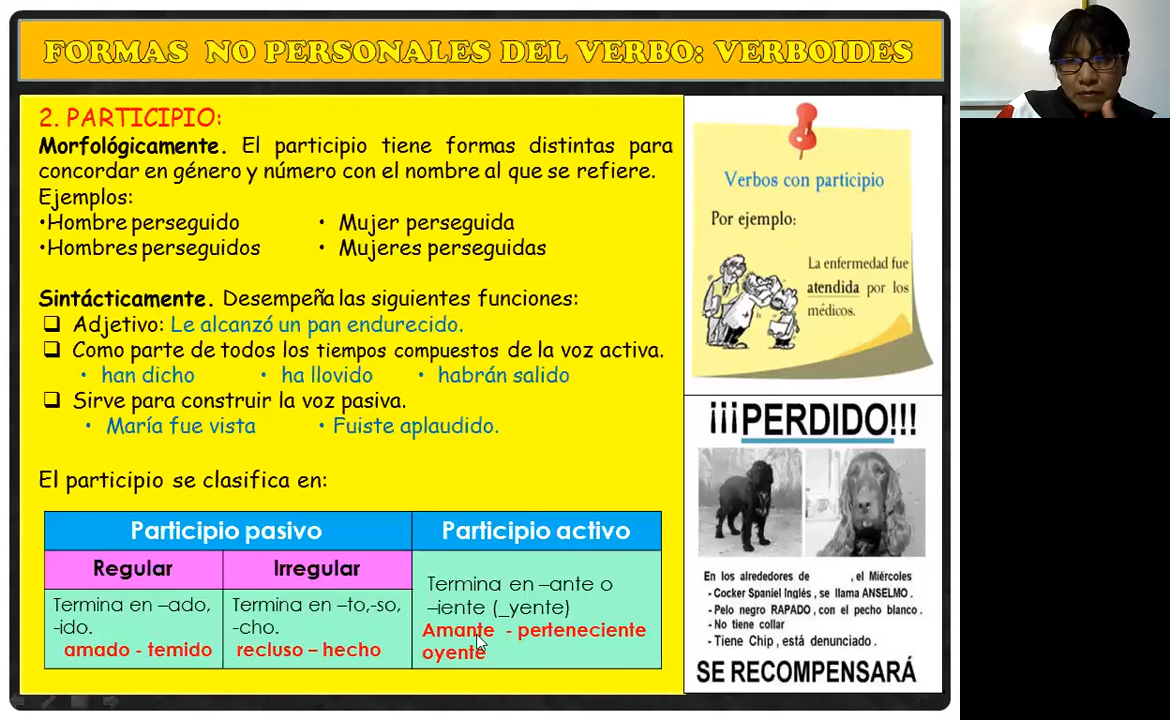 FORMAS NO PERSONALES DEL VERBO: VERBOIDES
2. PARTICIPIO:
Morfológicamente. El participio tiene formas distintas para
concordar en género y número con el nombre al que se refiere.
Ejemplos:
•Hombre perseguido • Mujer perseguida
•Hombres perseguidos • Mujeres perseguidas
Sintácticamente. Desempeña las siguientes funciones:
❑ Adjetivo: Le alcanzó un pan endurecido.
❑ Como parte de todos los tiempos compuestos de la voz activa.
• han dicho • ha llovido • habrán salido
❑ Sirve para construir la voz pasiva.
• María fue vista • Fuiste aplaudido.
El participio se clasifica en:
Participio pasivo
Regular
Termina en –ado,
-ido.
amado - temido
Irregular
Termina en –to,-so,
-cho.
recluso – hecho
Participio activo
Termina en –ante o
–iente (_yente)
Amante - perteneciente
oyente
Verbos con participio
Por ejemplo:
La enfermedad fue
atendida por los
médicos.
¡¡¡PERDIDO!!!
En los alrededores de , el Miércoles
- Cocker Spaniel Inglés , se llama ANSELMO .
- Pelo negro RAPADO , con el pecho blanco .
- No tiene collar
- Tiene Chip , está denunciado .
SE RECOMPENSARÁ